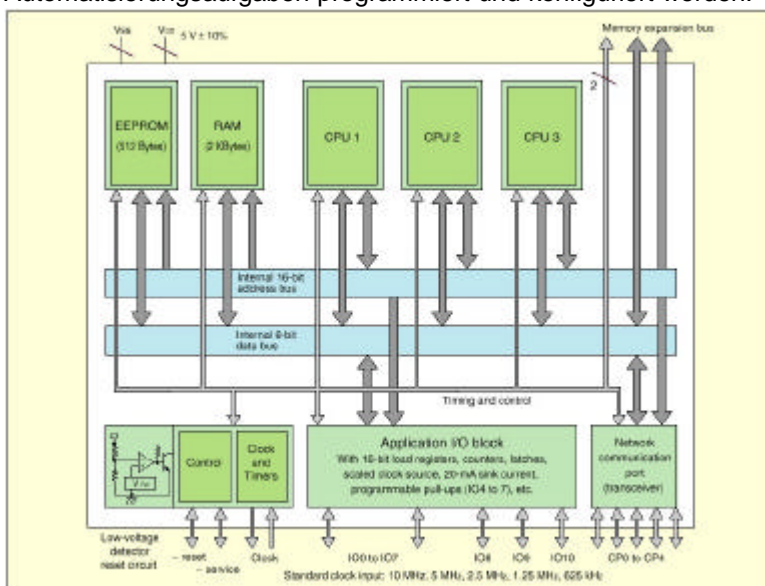 Automatisierungsaufgaben programmiert und konfiguriert werden.
Vss
Vcc
5 V ± 10%
Memory expansion bus
2
EEPROM
(512 Bytes)
RAM
(2 KBytes)
CPU 1
CPU 2
CPU 3
Internal 16-bit
address bus
Internal 8-bit
data bus
Timing and control
Control
Clock
and
Timers
Application I/O block
With 16-bit load registers, counters, latches,
scaled clock source, 20-mA sink current,
programmable pull-ups (IO4 to 7), etc.
Network
communication
port
(transceiver)
Low-voltage
detector
reset circuit
~ reset
~ service
Clock
IO0 to IO7
IO8
IO9
IO10
CP0 to CP4
Standard clock input: 10 MHz, 5 MHz, 2.5 MHz, 1.25 MHz, 625 kHz